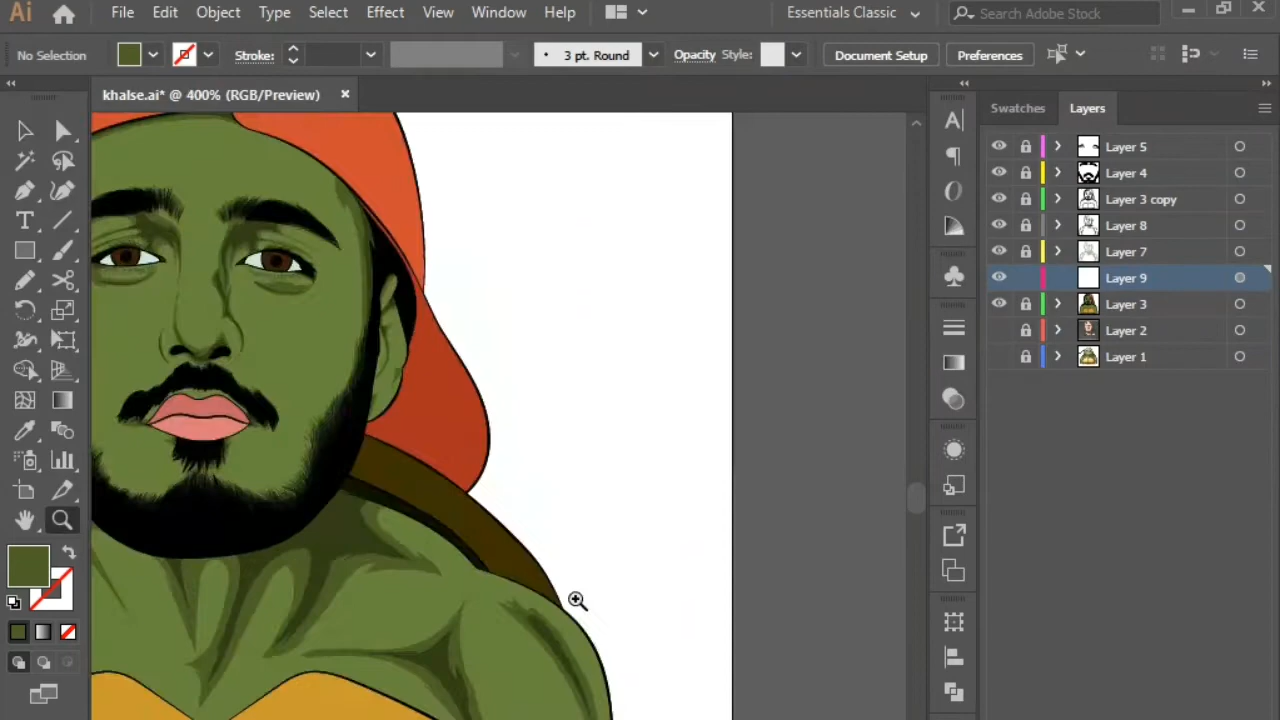 Ai File Edit Object Type Select Effect View Window Help Essentials Classic Search Adobe Stock
No Selection Stroke: 3 pt. Round Opacity Style: Document Setup Preferences
khalse.ai* @ 400% (RGB/Preview)
Swatches Layers
Layer 5
Layer 4
Layer 3 copy
Layer 8
Layer 7
Layer 9
Layer 3
Layer 2
Layer 1